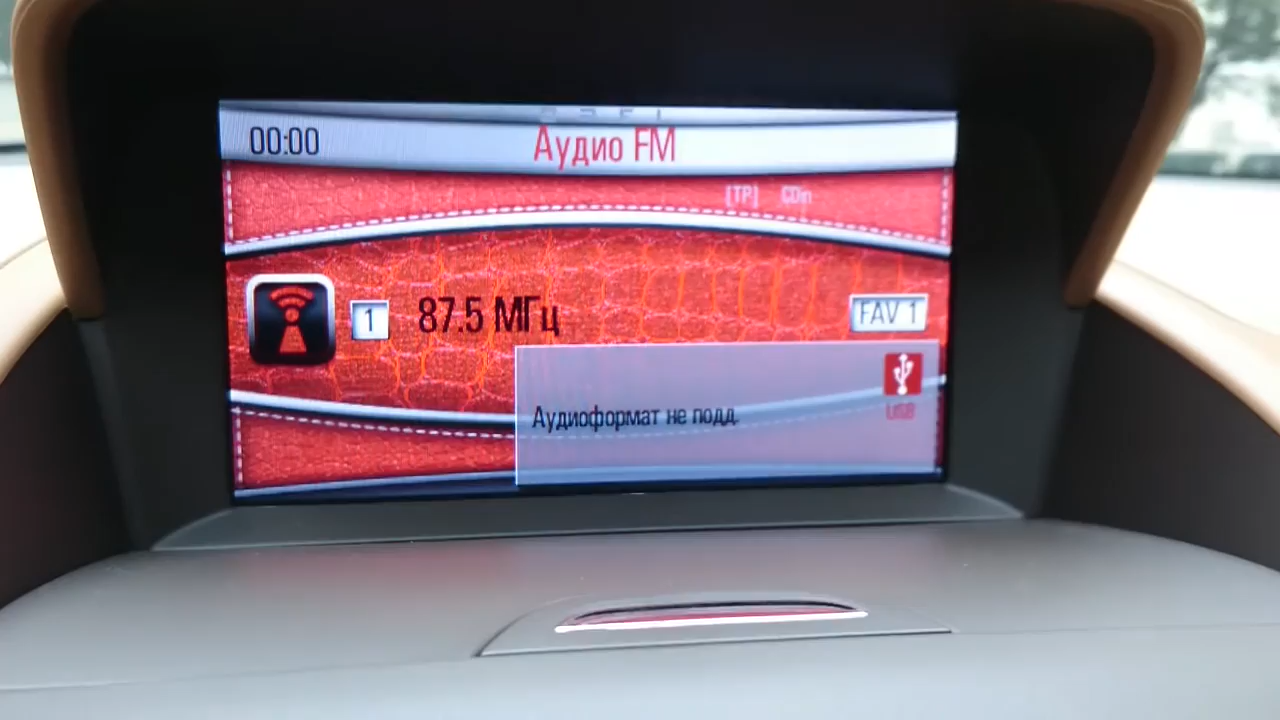 00:00
Аудио FM
[TP] CDin
1 87.5 МГц
FAV 1
Аудиоформат не подд.
USB